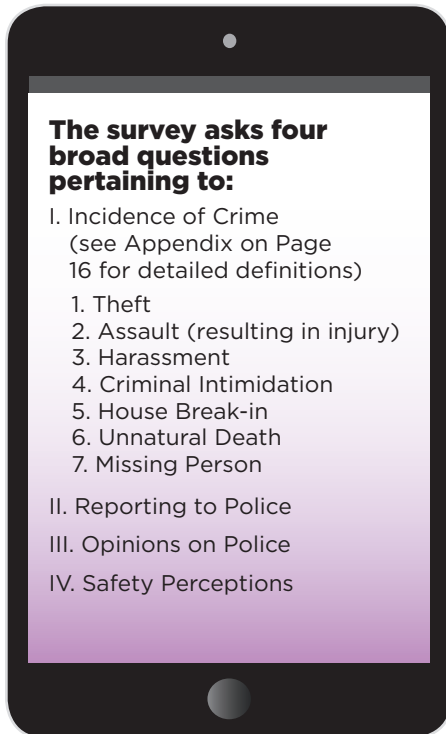 The survey asks four
broad questions
pertaining to:
I. Incidence of Crime
(see Appendix on Page
16 for detailed definitions)
1. Theft
2. Assault (resulting in injury)
3. Harassment
4. Criminal Intimidation
5. House Break-in
6. Unnatural Death
7. Missing Person
II. Reporting to Police
III. Opinions on Police
IV. Safety Perceptions